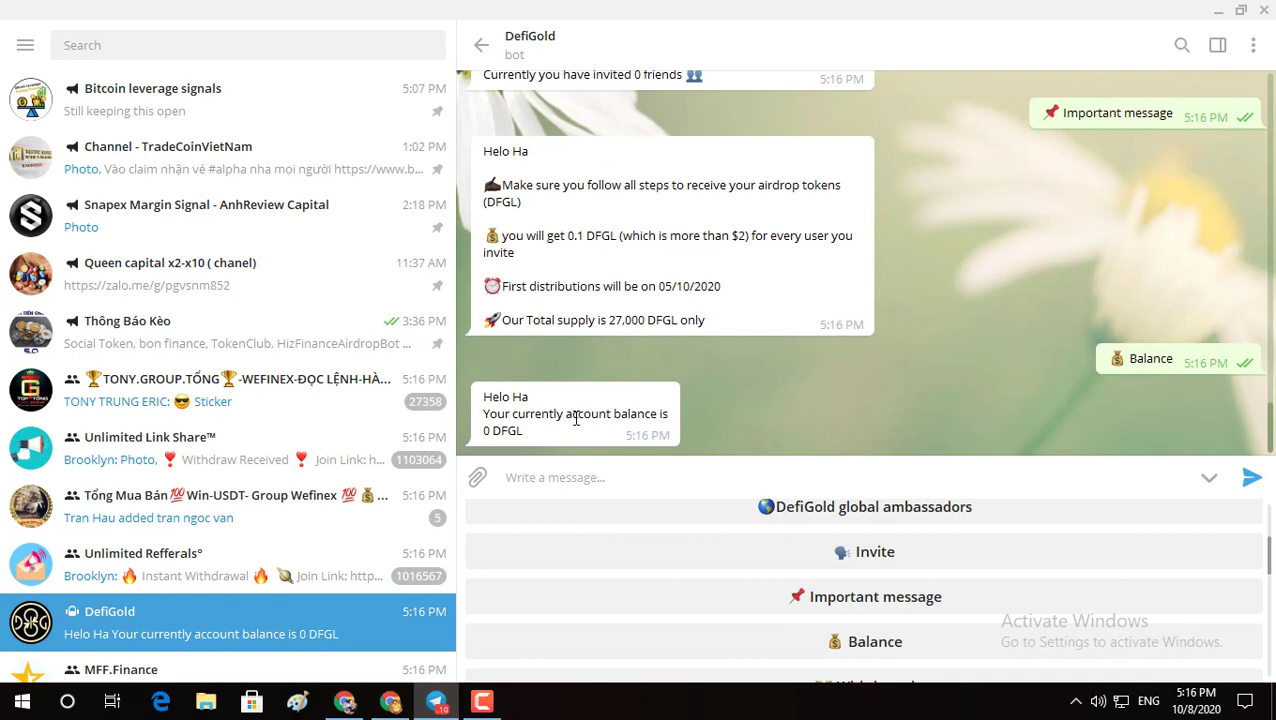 Search
Bitcoin leverage signals
5:07 PM
Still keeping this open
Channel - TradeCoinVietNam
1:02 PM
Photo, Vào claim nhận vé #alpha nha mọi người https://www.b...
Snapex Margin Signal - AnhReview Capital
2:18 PM
Photo
Queen capital x2-x10 ( chanel)
11:37 AM
https://zalo.me/g/pgvsnm852
Thông Báo Kèo
3:36 PM
Social Token, bon finance, TokenClub, HizFinanceAirdropBot ...
🏆TONY.GROUP.TỔNG🏆-WEFINEX-ĐỌC LỆNH-HÀ...
5:16 PM
TONY TRUNG ERIC: 😎 Sticker
27358
Unlimited Link Share™
5:16 PM
Brooklyn: Photo, ❣ Withdraw Received ❣ Join Link: h...
1103064
Tổng Mua Bán💯Win-USDT- Group Wefinex 💯 💰...
5:16 PM
Tran Hau added tran ngoc van
5
Unlimited Refferals°
5:16 PM
Brooklyn: 🔥 Instant Withdrawal 🔥 Join Link: http...
1016567
DefiGold
5:16 PM
Helo Ha Your currently account balance is 0 DFGL
MFF.Finance
5:16 PM
DefiGold
bot
Currently you have invited 0 friends 👥
5:16 PM
📌 Important message
5:16 PM
Helo Ha
✍🏿Make sure you follow all steps to receive your airdrop tokens
(DFGL)
💰you will get 0.1 DFGL (which is more than $2) for every user you
invite
⏰First distributions will be on 05/10/2020
🚀Our Total supply is 27,000 DFGL only
5:16 PM
💰 Balance
5:16 PM
Helo Ha
Your currently account balance is
0 DFGL
5:16 PM
Write a message...
🌎DefiGold global ambassadors
🗣 Invite
📌 Important message
💰 Balance
Activate Windows
Go to Settings to activate Windows.
10
ENG
5:16 PM
10/8/2020